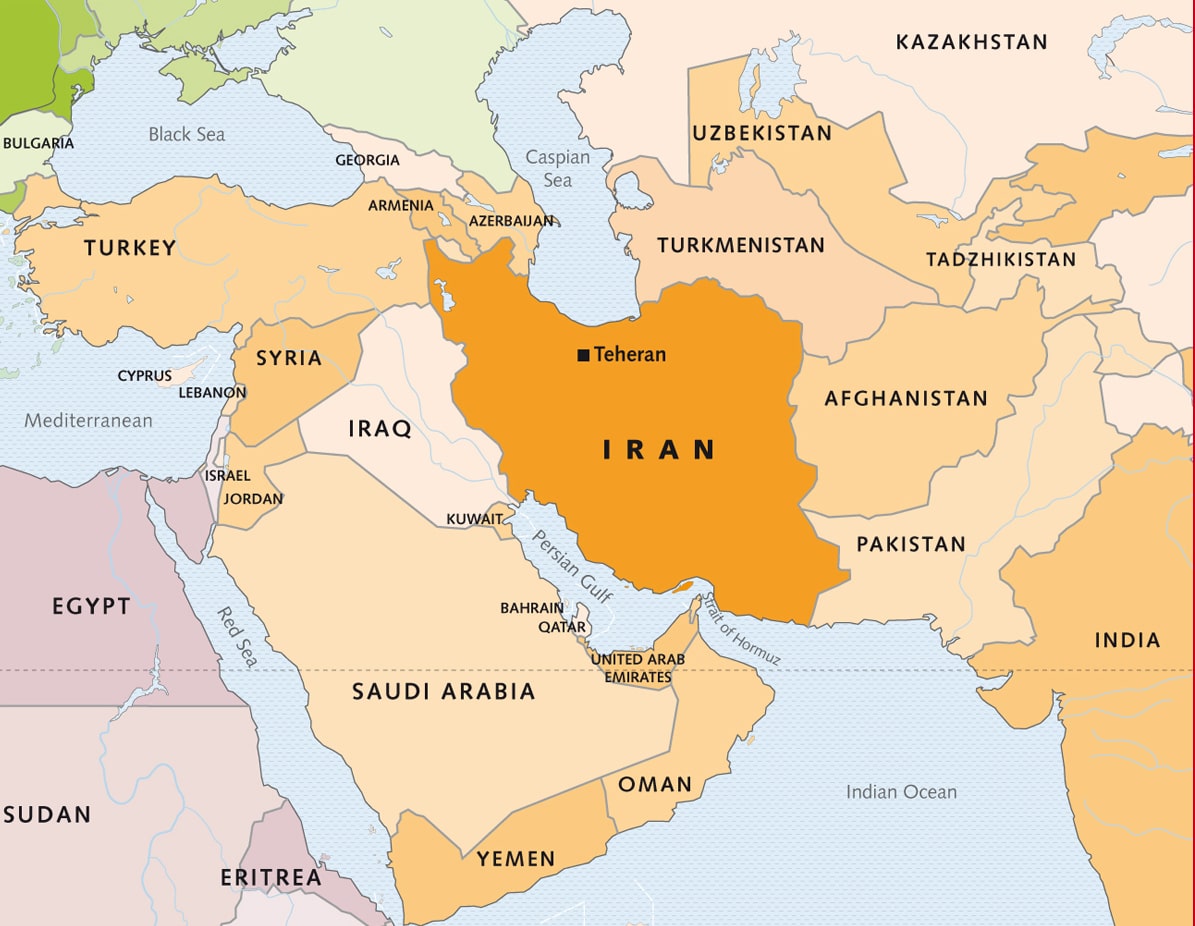 KAZAKHSTAN
BULGARIA
Black Sea
UZBEKISTAN
GEORGIA
Caspian
Sea
ARMENIA
AZERBAIJAN
TURKEY
TURKMENISTAN
TADZHIKISTAN
Teheran
SYRIA
CYPRUS
LEBANON
AFGHANISTAN
Mediterranean
IRAQ
IRAN
ISRAEL
JORDAN
KUWAIT
PAKISTAN
Persian Gulf
EGYPT
BAHRAIN
QATAR
Strait of Hormuz
Red Sea
INDIA
UNITED ARAB
EMIRATES
SAUDI ARABIA
OMAN
Indian Ocean
SUDAN
YEMEN
ERITREA